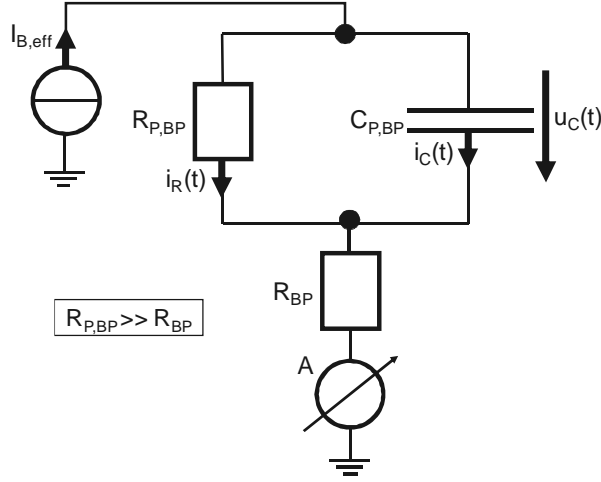 I_B,eff
R_P,BP
C_P,BP
u_C(t)
i_R(t)
i_C(t)
R_BP
R_P,BP >> R_BP
A